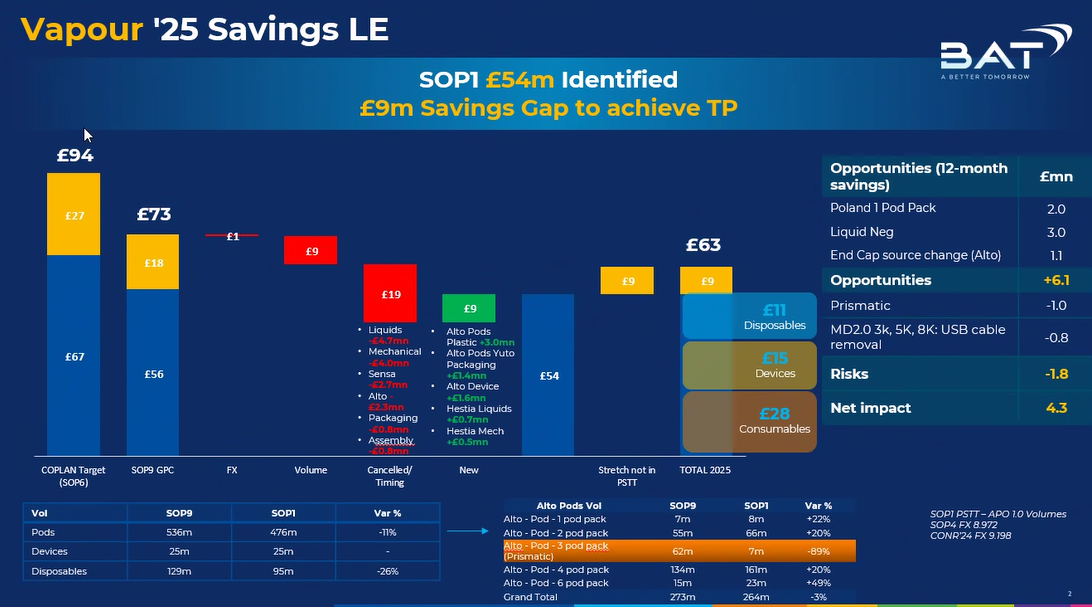 Vapour '25 Savings LE
BAT
A BETTER TOMORROW
SOP1 £54m Identified
£9m Savings Gap to achieve TP
£94
£27
£67
£73
£18
£56
£1
£9
£19
£9
£54
£9
£63
£9
• Liquids
-£4.7mn
• Mechanical
-£4.0mn
• Sensa
-£2.7mn
• Alto -
£2.3mn
• Packaging
-£0.8mn
• Assembly
-£0.8mn
• Alto Pods
Plastic +3.0mn
• Alto Pods Yuto
Packaging
+£1.4mn
• Alto Device
+£1.6mn
• Hestia Liquids
+£0.7mn
• Hestia Mech
+£0.5mn
£11
Disposables
£15
Devices
£28
Consumables
COPLAN Target
(SOP6)
SOP9 GPC
FX
Volume
Cancelled/
Timing
New
Stretch not in
PSTT
TOTAL 2025
Opportunities (12-month
savings) £mn
Poland 1 Pod Pack 2.0
Liquid Neg 3.0
End Cap source change (Alto) 1.1
Opportunities +6.1
Prismatic -1.0
MD2.0 3k, 5K, 8K: USB cable
removal -0.8
Risks -1.8
Net impact 4.3
Vol SOP9 SOP1 Var %
Pods 536m 476m -11%
Devices 25m 25m -
Disposables 129m 95m -26%
Alto Pods Vol SOP9 SOP1 Var %
Alto - Pod - 1 pod pack 7m 8m +22%
Alto - Pod - 2 pod pack 55m 66m +20%
Alto - Pod - 3 pod pack
(Prismatic) 62m 7m -89%
Alto - Pod - 4 pod pack 134m 161m +20%
Alto - Pod - 6 pod pack 15m 23m +49%
Grand Total 273m 264m -3%
SOP1 PSTT – APO 1.0 Volumes
SOP4 FX 8.972
CONR'24 FX 9.198
2